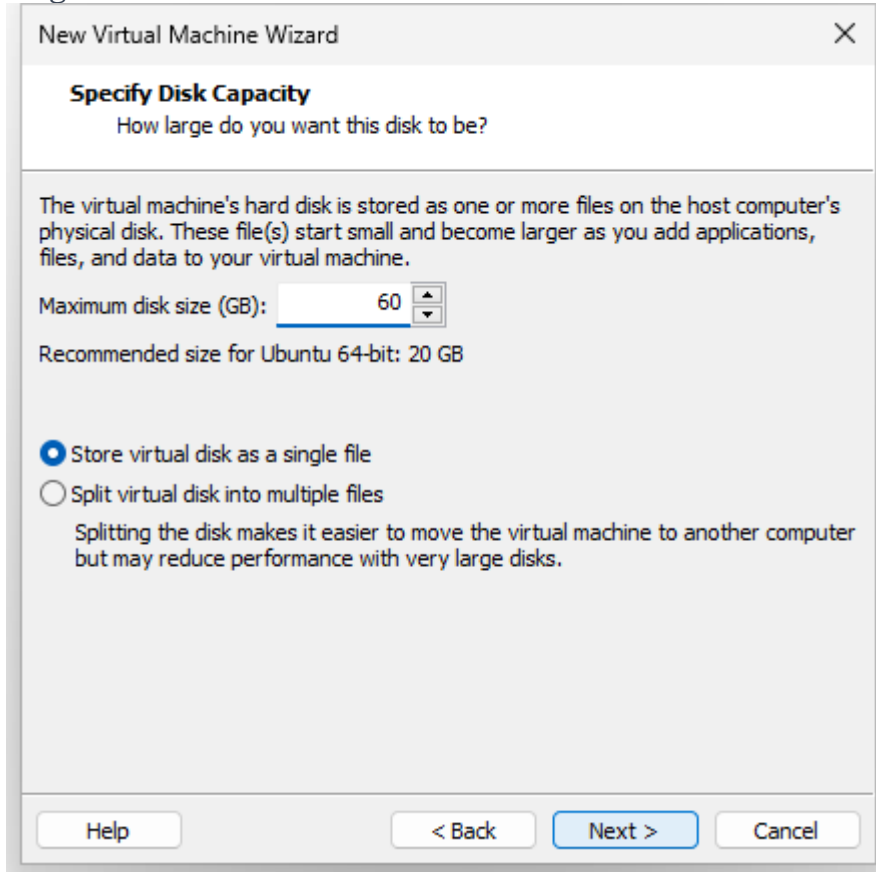 New Virtual Machine Wizard
Specify Disk Capacity
How large do you want this disk to be?
The virtual machine's hard disk is stored as one or more files on the host computer's
physical disk. These file(s) start small and become larger as you add applications,
files, and data to your virtual machine.
Maximum disk size (GB): 60
Recommended size for Ubuntu 64-bit: 20 GB
Store virtual disk as a single file
Split virtual disk into multiple files
Splitting the disk makes it easier to move the virtual machine to another computer
but may reduce performance with very large disks.
Help < Back Next > Cancel